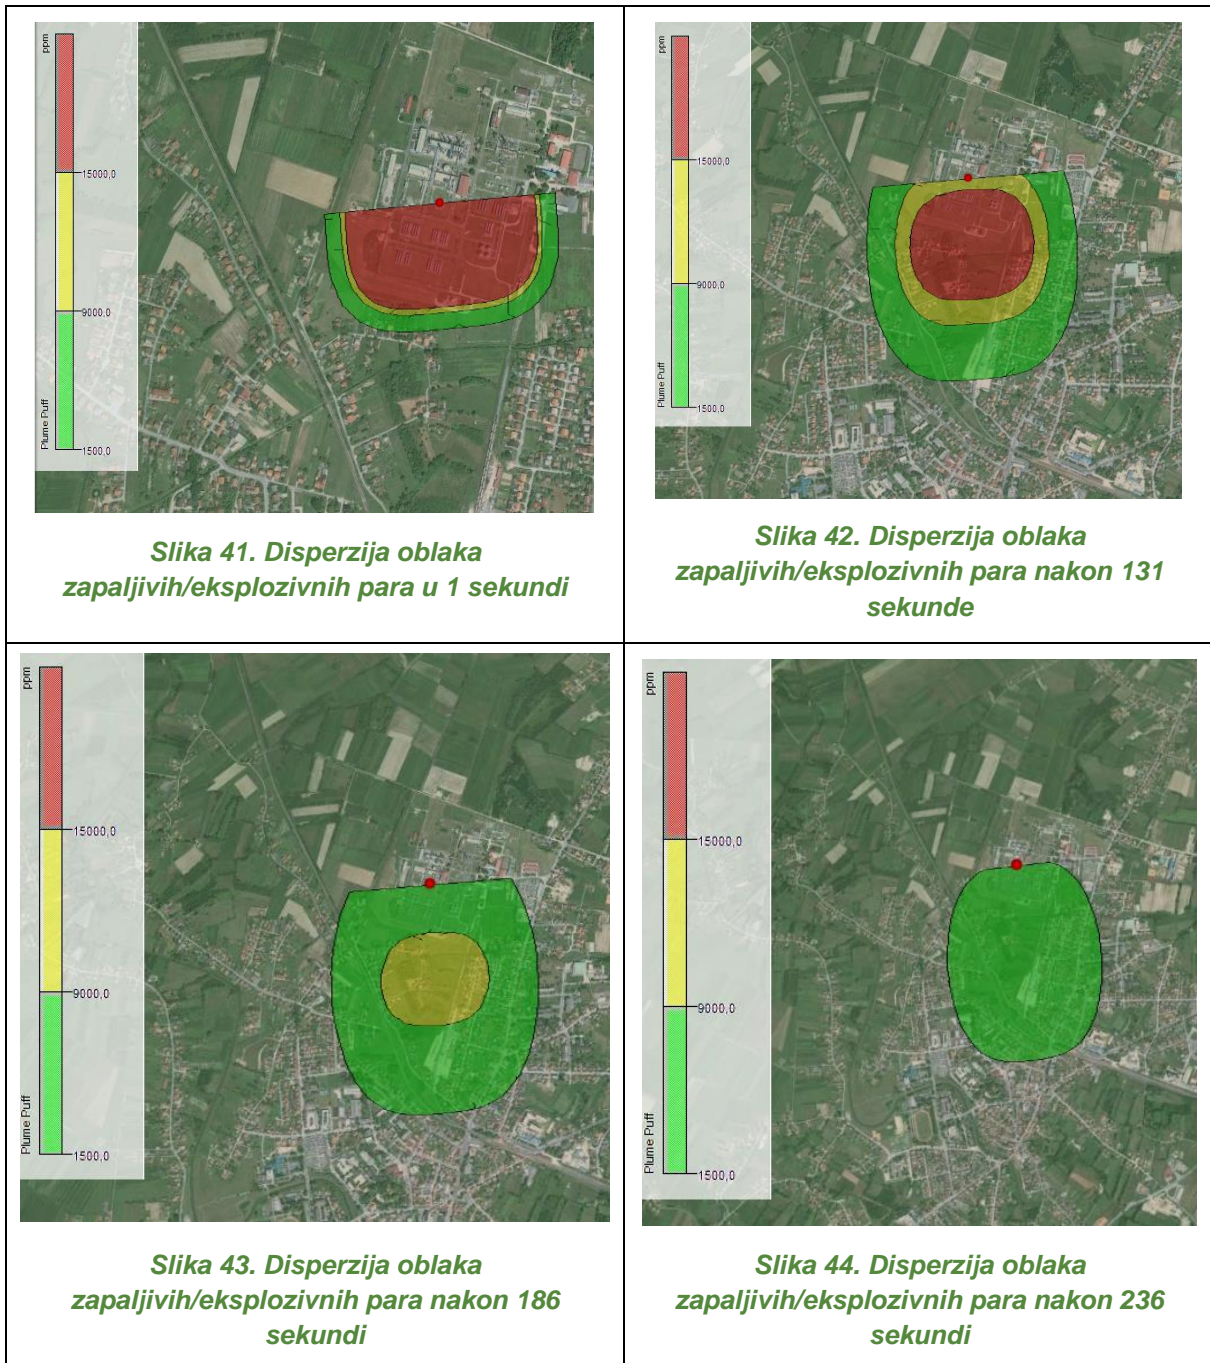 ppm
15000,0
9000,0
1500,0
Plume Puff
Slika 41. Disperzija oblaka
zapaljivih/eksplozivnih para u 1 sekundi
ppm
15000,0
9000,0
1500,0
Plume Puff
Slika 42. Disperzija oblaka
zapaljivih/eksplozivnih para nakon 131
sekunde
ppm
15000,0
9000,0
1500,0
Plume Puff
Slika 43. Disperzija oblaka
zapaljivih/eksplozivnih para nakon 186
sekundi
ppm
15000,0
9000,0
1500,0
Plume Puff
Slika 44. Disperzija oblaka
zapaljivih/eksplozivnih para nakon 236
sekundi